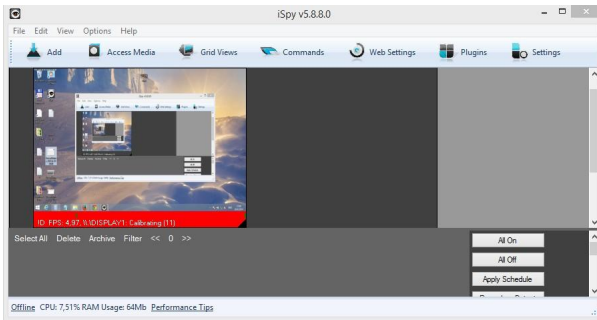 iSpy v5.8.8.0
File Edit View Options Help
Add Access Media Grid Views Commands Web Settings Plugins Settings
ID FPS: 4,97, \\.\DISPLAY1: Calibrating (11)
Select All Delete Archive Filter << 0 >>
All On
All Off
Apply Schedule
Offline CPU: 7,51% RAM Usage: 64Mb Performance Tips